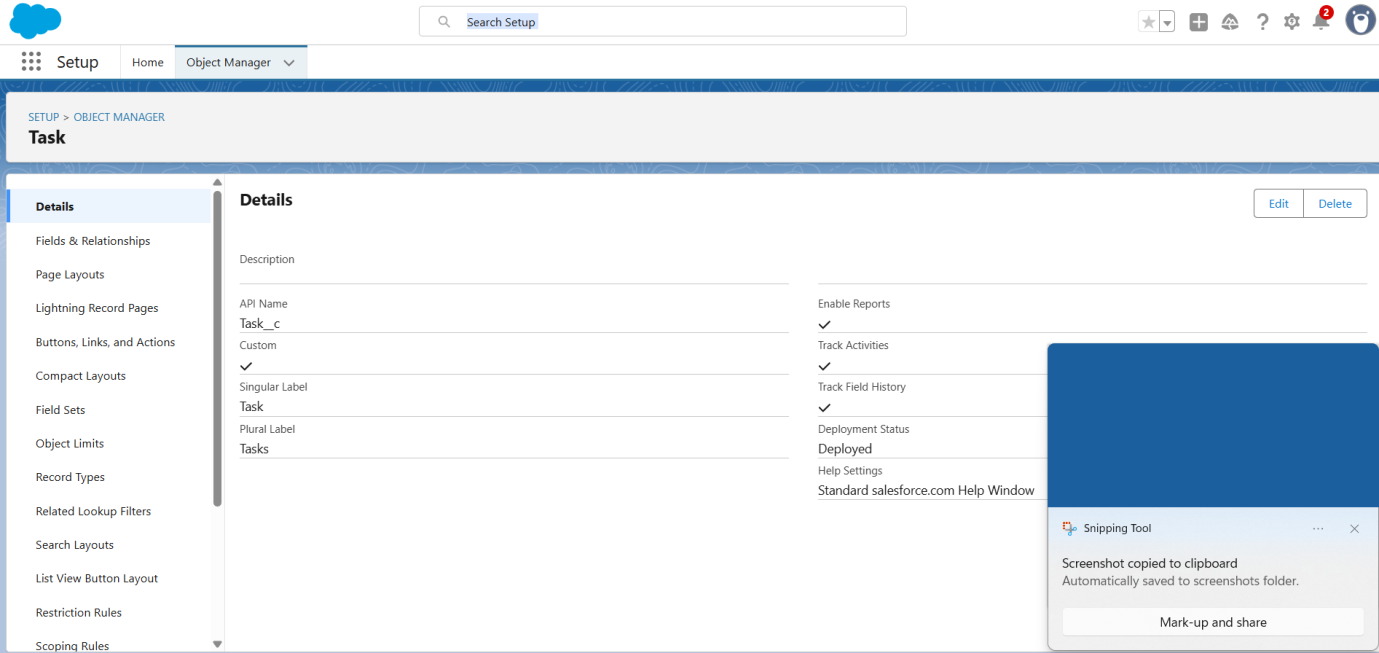 Search Setup
2
Setup
Home
Object Manager
SETUP > OBJECT MANAGER
Task
Details
Fields & Relationships
Page Layouts
Lightning Record Pages
Buttons, Links, and Actions
Compact Layouts
Field Sets
Object Limits
Record Types
Related Lookup Filters
Search Layouts
List View Button Layout
Restriction Rules
Scoping Rules
Details
Edit
Delete
Description
API Name
Task__c
Custom
Singular Label
Task
Plural Label
Tasks
Enable Reports
Track Activities
Track Field History
Deployment Status
Deployed
Help Settings
Standard salesforce.com Help Window
Snipping Tool
Screenshot copied to clipboard
Automatically saved to screenshots folder.
Mark-up and share